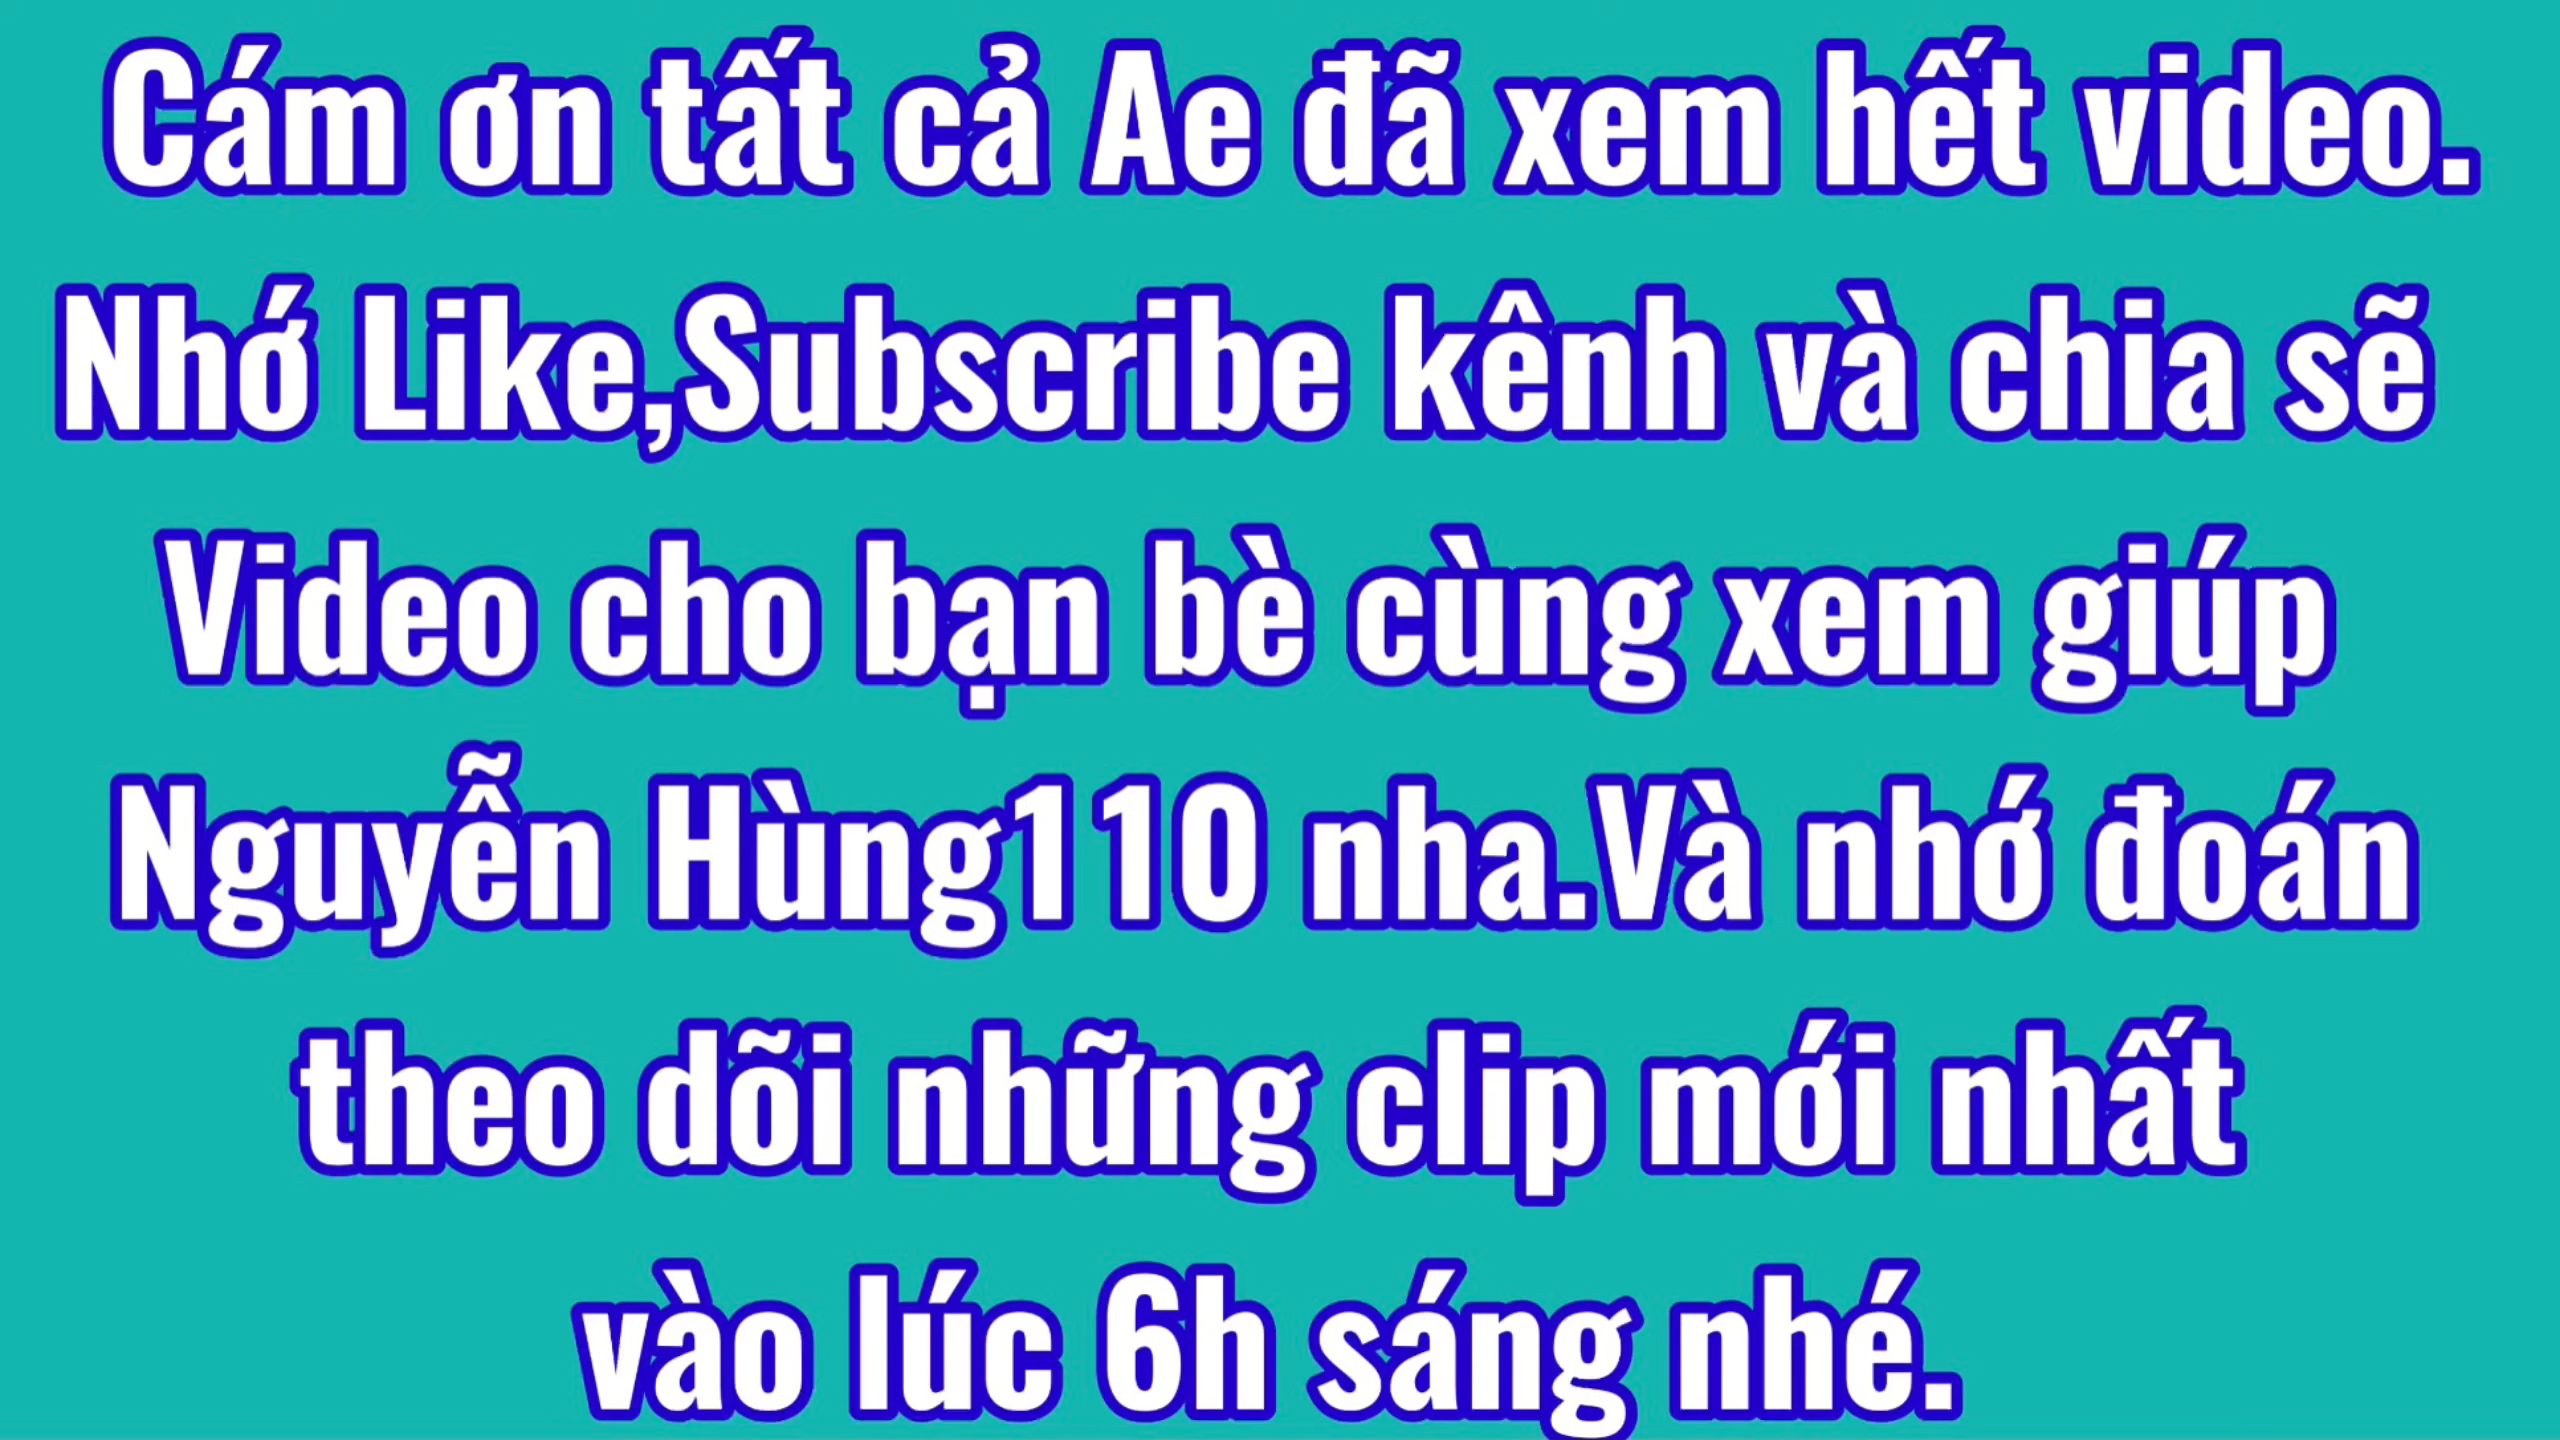 Cám ơn tất cả Ae đã xem hết video.
Nhớ Like,Subscribe kênh và chia sẽ
Video cho bạn bè cùng xem giúp
Nguyễn Hùng110 nha.Và nhớ đoán
theo dõi những clip mới nhất
vào lúc 6h sáng nhé.